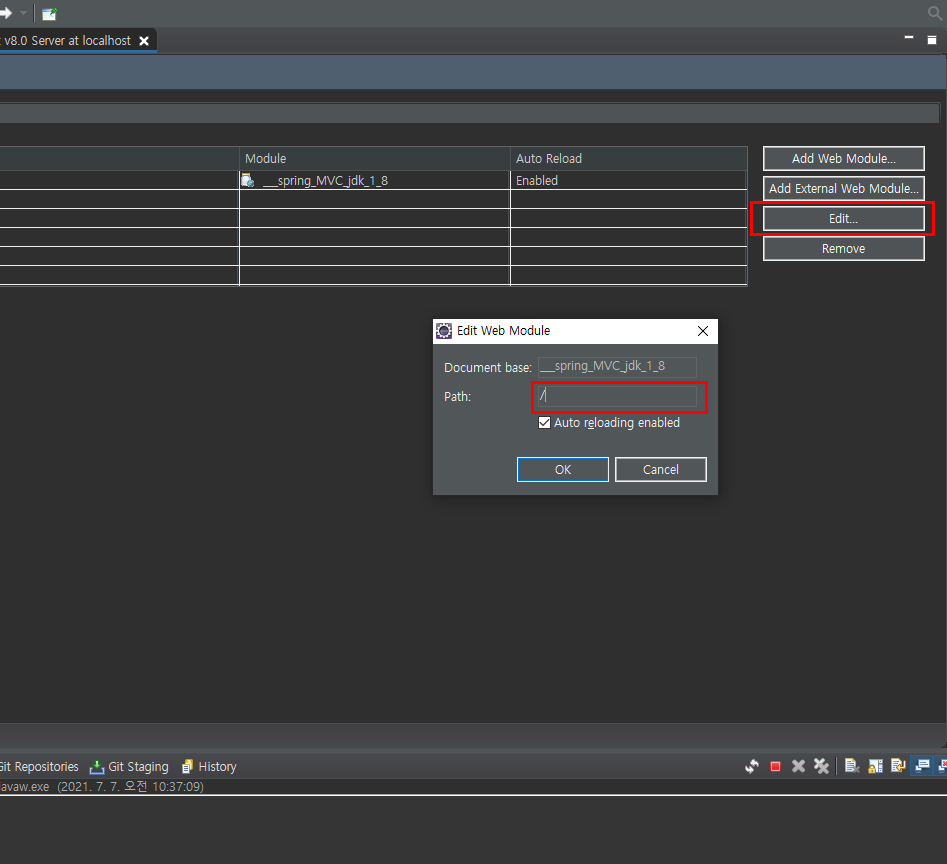 v8.0 Server at localhost
Module Auto Reload
___spring_MVC_jdk_1_8 Enabled
Add Web Module...
Add External Web Module...
Edit...
Remove
Edit Web Module
Document base: ___spring_MVC_jdk_1_8
Path: /
Auto reloading enabled
OK Cancel
Git Repositories Git Staging History
avaw.exe (2021. 7. 7. 오전 10:37:09)